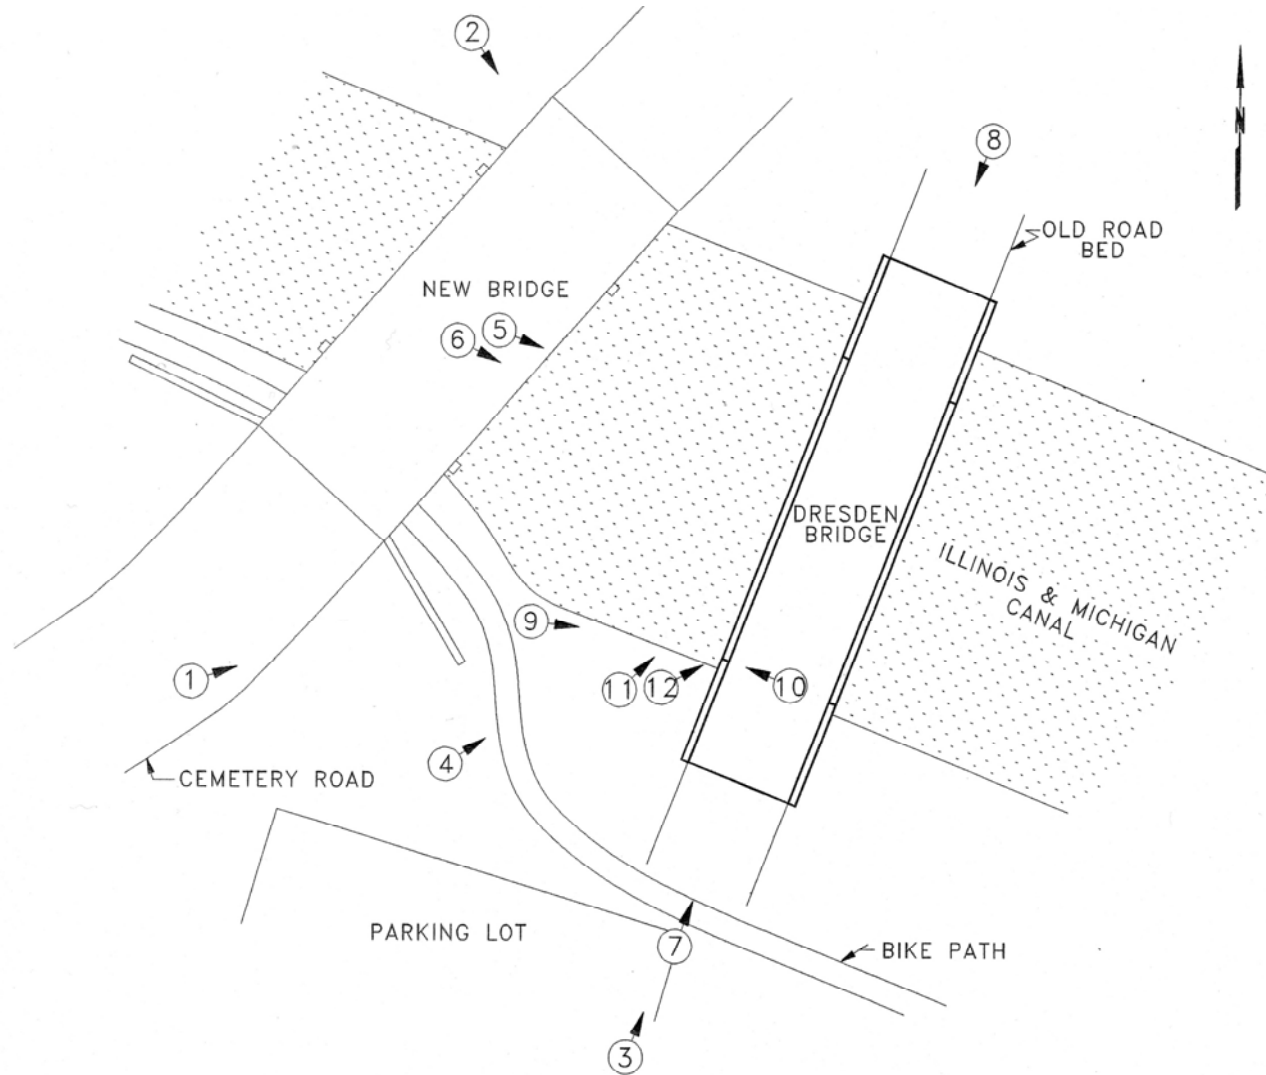 2
N
8
OLD ROAD
BED
NEW BRIDGE
5
6
DRESDEN
BRIDGE
ILLINOIS & MICHIGAN
CANAL
9
1
11
12
10
4
CEMETERY ROAD
PARKING LOT
7
BIKE PATH
3